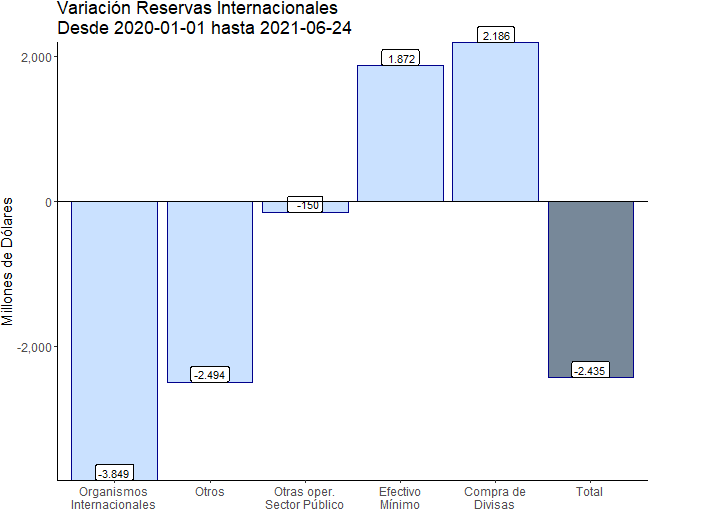 Variación Reservas Internacionales
Desde 2020-01-01 hasta 2021-06-24
Millones de Dólares
2,000
0
-2,000
-3.849
-2.494
-150
1.872
2.186
-2.435
Organismos
Internacionales
Otros
Otras oper.
Sector Público
Efectivo
Mínimo
Compra de
Divisas
Total